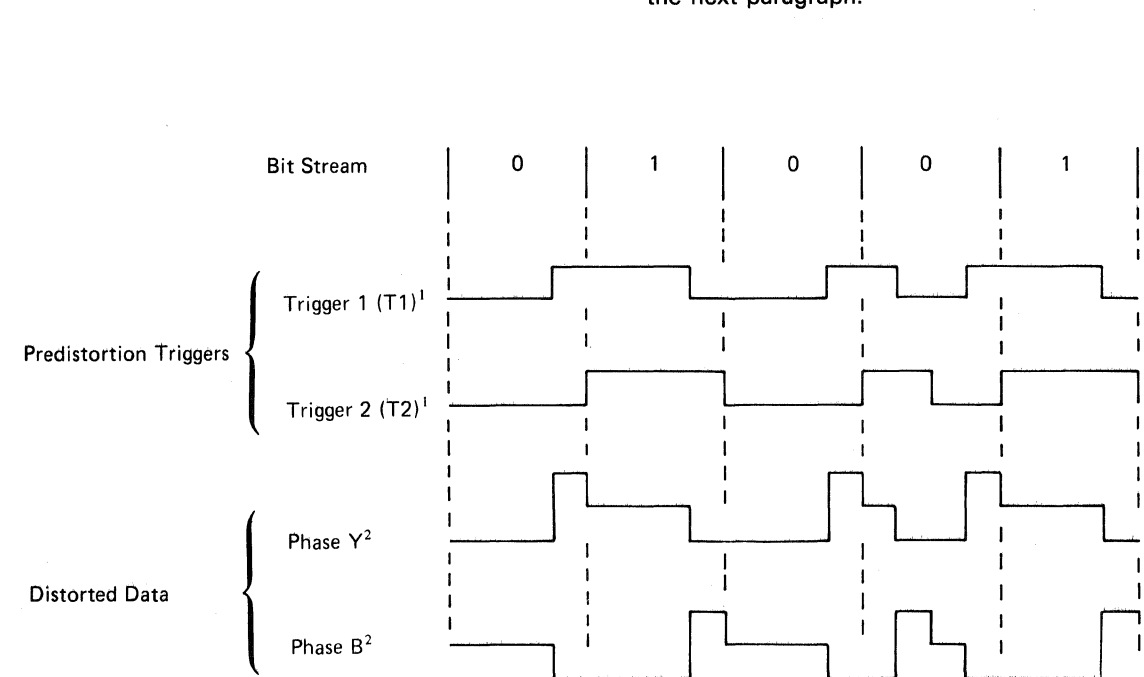 the next paragraph.
Bit Stream 0 1 0 0 1
Trigger 1 (T1)¹
Predistortion Triggers
Trigger 2 (T2)¹
Phase Y²
Distorted Data
Phase B²